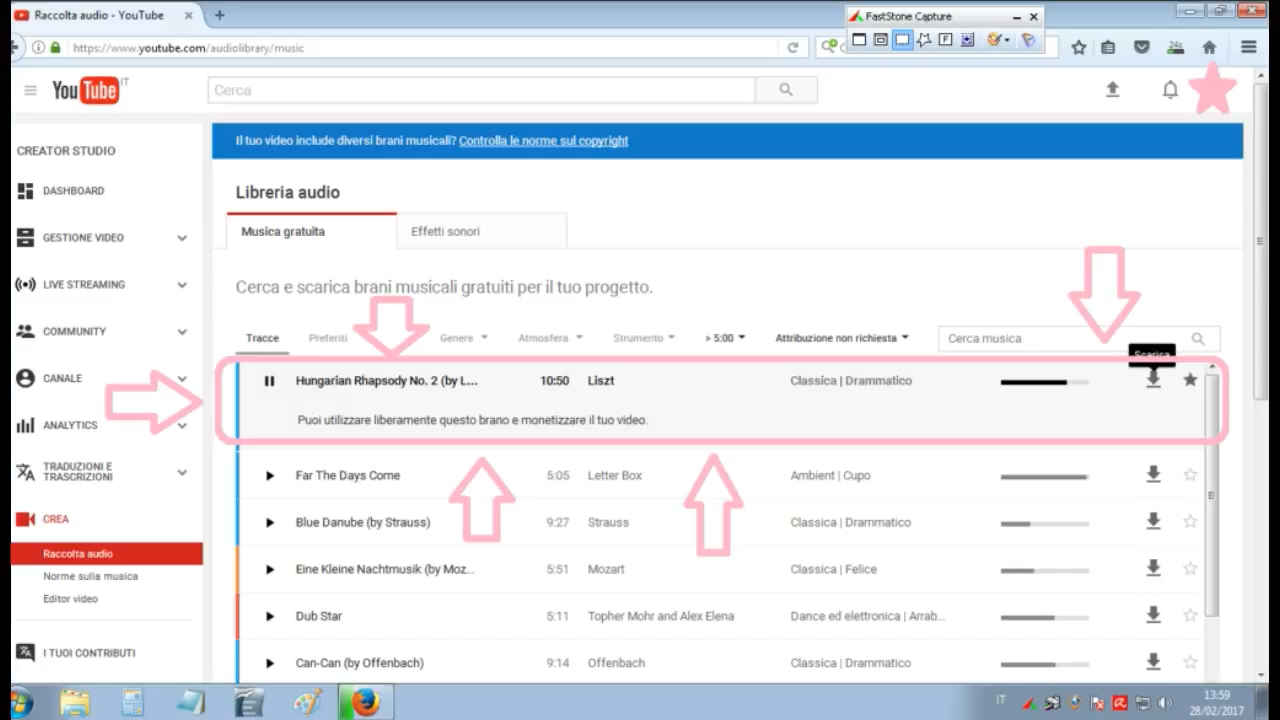 Raccolta audio - YouTube
FastStone Capture
https://www.youtube.com/audiolibrary/music
YouTube IT
Cerca
CREATOR STUDIO
DASHBOARD
GESTIONE VIDEO
LIVE STREAMING
COMMUNITY
CANALE
ANALYTICS
TRADUZIONI E
TRASCRIZIONI
CREA
Raccolta audio
Norme sulla musica
Editor video
I TUOI CONTRIBUTI
Il tuo video include diversi brani musicali? Controlla le norme sul copyright
Libreria audio
Musica gratuita Effetti sonori
Cerca e scarica brani musicali gratuiti per il tuo progetto.
Tracce Preferiti Genere Atmosfera Strumento > 5:00 Attribuzione non richiesta Cerca musica
Scarica
Hungarian Rhapsody No. 2 (by L... 10:50 Liszt Classica | Drammatico
Puoi utilizzare liberamente questo brano e monetizzare il tuo video.
Far The Days Come 5:05 Letter Box Ambient | Cupo
Blue Danube (by Strauss) 9:27 Strauss Classica | Drammatico
Eine Kleine Nachtmusik (by Moz... 5:51 Mozart Classica | Felice
Dub Star 5:11 Topher Mohr and Alex Elena Dance ed elettronica | Arrab...
Can-Can (by Offenbach) 9:14 Offenbach Classica | Drammatico
IT
13:59
28/02/2017